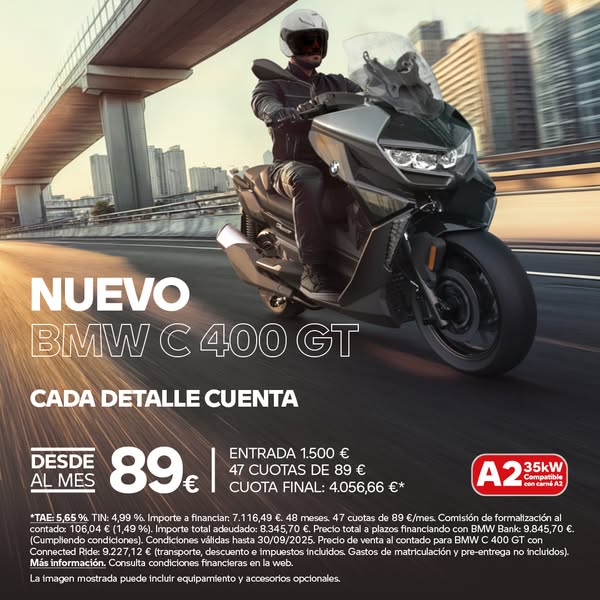 NUEVO
BMW C 400 GT
CADA DETALLE CUENTA
DESDE
AL MES
89€
ENTRADA 1.500 €
47 CUOTAS DE 89 €
CUOTA FINAL: 4.056,66 €*
A2
35kW
Compatible
con carné A2
*TAE: 5,65 %. TIN: 4,99 %. Importe a financiar: 7.116,49 €. 48 meses. 47 cuotas de 89 €/mes. Comisión de formalización al
contado: 106,04 € (1,49 %). Importe total adeudado: 8.345,70 €. Precio total a plazos financiando con BMW Bank: 9.845,70 €.
(Cumpliendo condiciones). Condiciones válidas hasta 30/09/2025. Precio de venta al contado para BMW C 400 GT con
Connected Ride: 9.227,12 € (transporte, descuento e impuestos incluidos. Gastos de matriculación y pre-entrega no incluidos).
Más información. Consulta condiciones financieras en la web.
La imagen mostrada puede incluir equipamiento y accesorios opcionales.